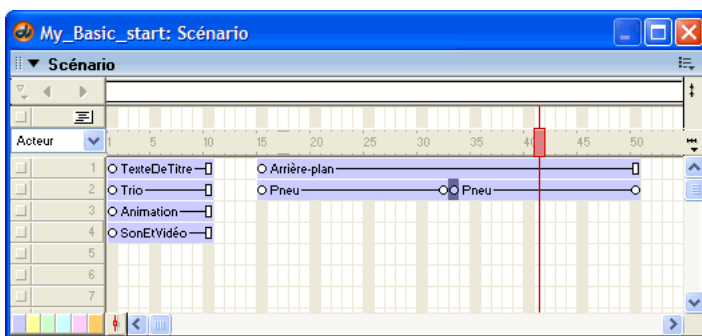 My_Basic_start: Scénario
Scénario
Acteur 1 5 10 15 20 25 30 35 40 45 50
1 TexteDeTitre Arrière-plan
2 Trio Pneu Pneu
3 Animation
4 SonEtVidéo
5
6
7